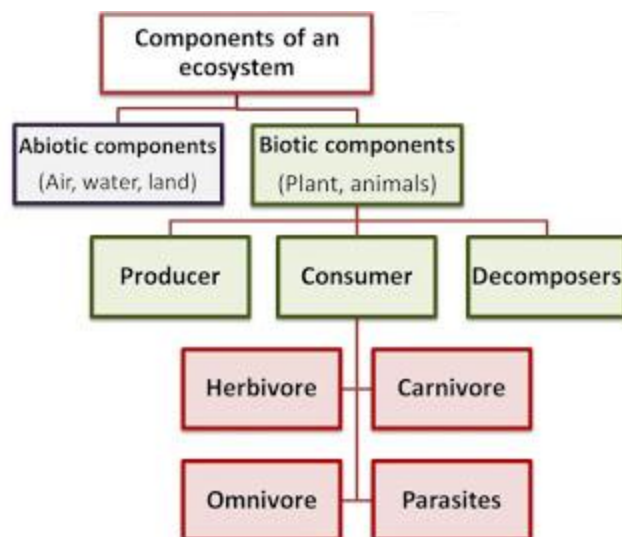 Components of an
ecosystem
Abiotic components
(Air, water, land)
Biotic components
(Plant, animals)
Producer
Consumer
Decomposers
Herbivore
Carnivore
Omnivore
Parasites